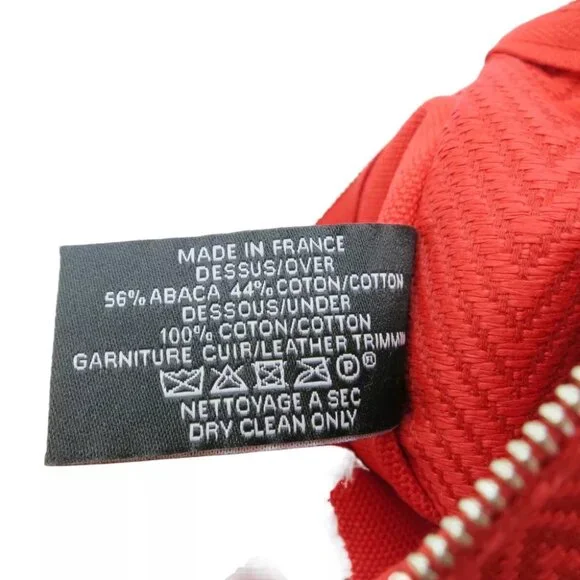 MADE IN FRANCE
DESSUS/OVER
56% ABACA 44% COTON/COTTON
DESSOUS/UNDER
100% COTON/COTTON
GARNITURE CUIR/LEATHER TRIMMIN
P ®
NETTOYAGE A SEC
DRY CLEAN ONLY